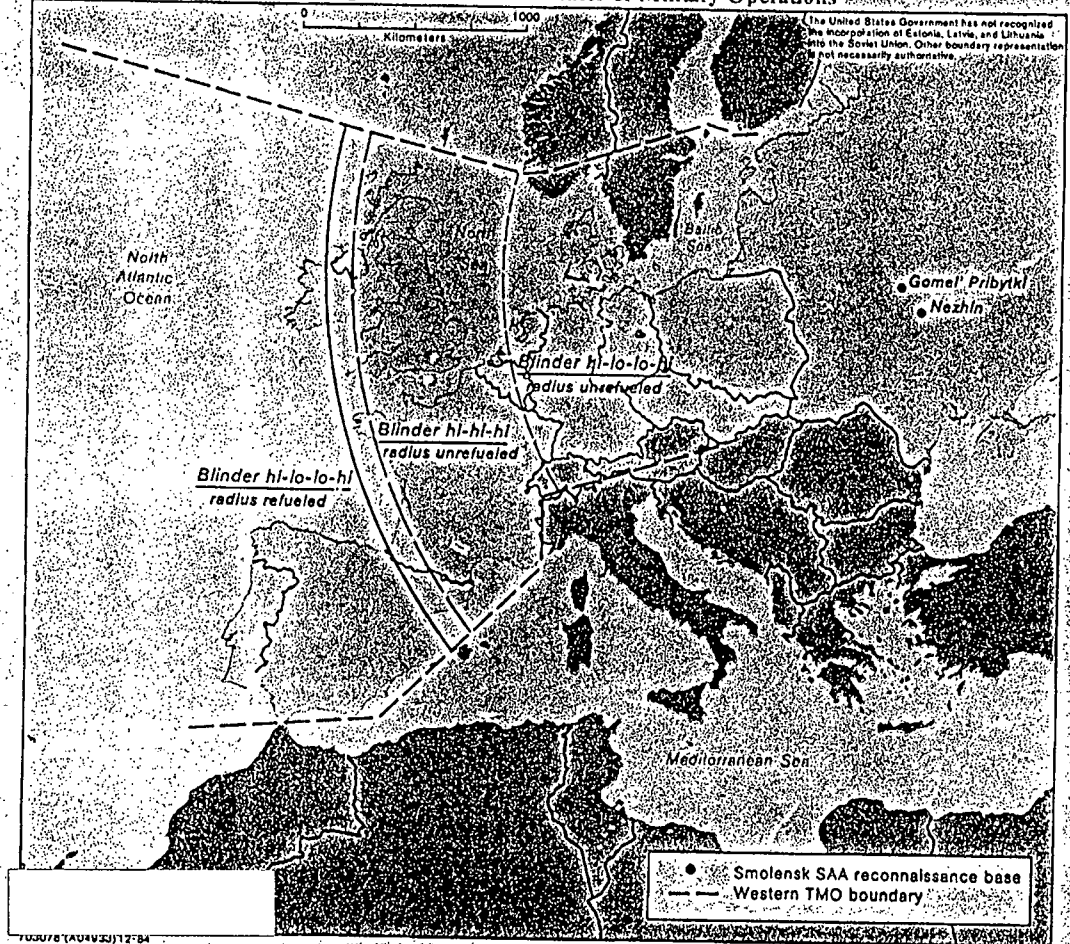 Military Operations
0 1000
Kilometers
The United States Government has not recognized
the incorporation of Estonia, Latvia, and Lithuania
into the Soviet Union. Other boundary representation
is not necessarily authoritative.
North
Atlantic
Ocean
North
Baltic
Sea
Gomel' Pribytki
Nezhin
Blinder hi-lo-lo-hi
radius unrefueled
Blinder hi-hi-hi
radius unrefueled
Blinder hi-lo-lo-hi
radius refueled
Mediterranean Sea
Smolensk SAA reconnaissance base
Western TMO boundary
703078 (A04933) 12-84